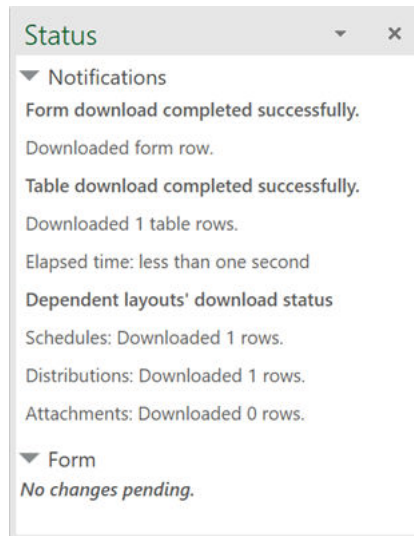 Status
Notifications
Form download completed successfully.
Downloaded form row.
Table download completed successfully.
Downloaded 1 table rows.
Elapsed time: less than one second
Dependent layouts' download status
Schedules: Downloaded 1 rows.
Distributions: Downloaded 1 rows.
Attachments: Downloaded 0 rows.
Form
No changes pending.